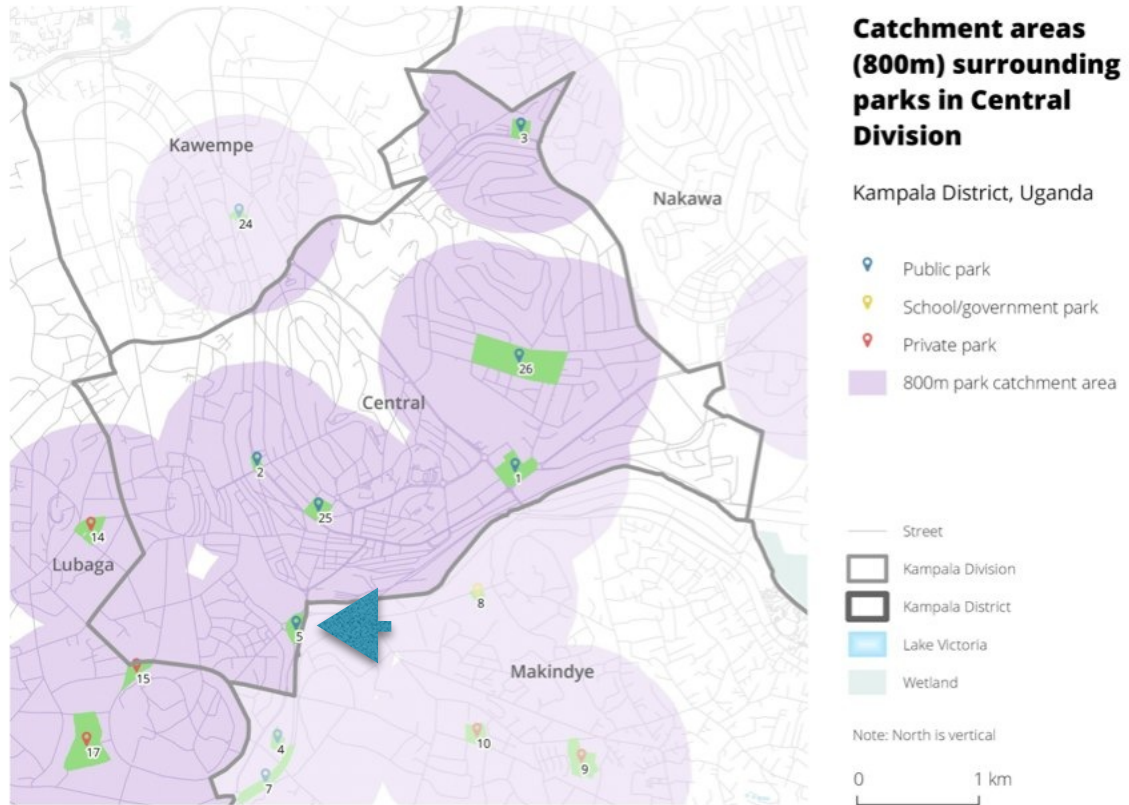 Catchment areas
(800m) surrounding
parks in Central
Division
Kampala District, Uganda
Public park
School/government park
Private park
800m park catchment area
Street
Kampala Division
Kampala District
Lake Victoria
Wetland
Note: North is vertical
0 1 km
3
Kawempe
Nakawa
24
26
Central
2
1
25
14
Lubaga
8
5
Makindye
15
17
4
10
9
7